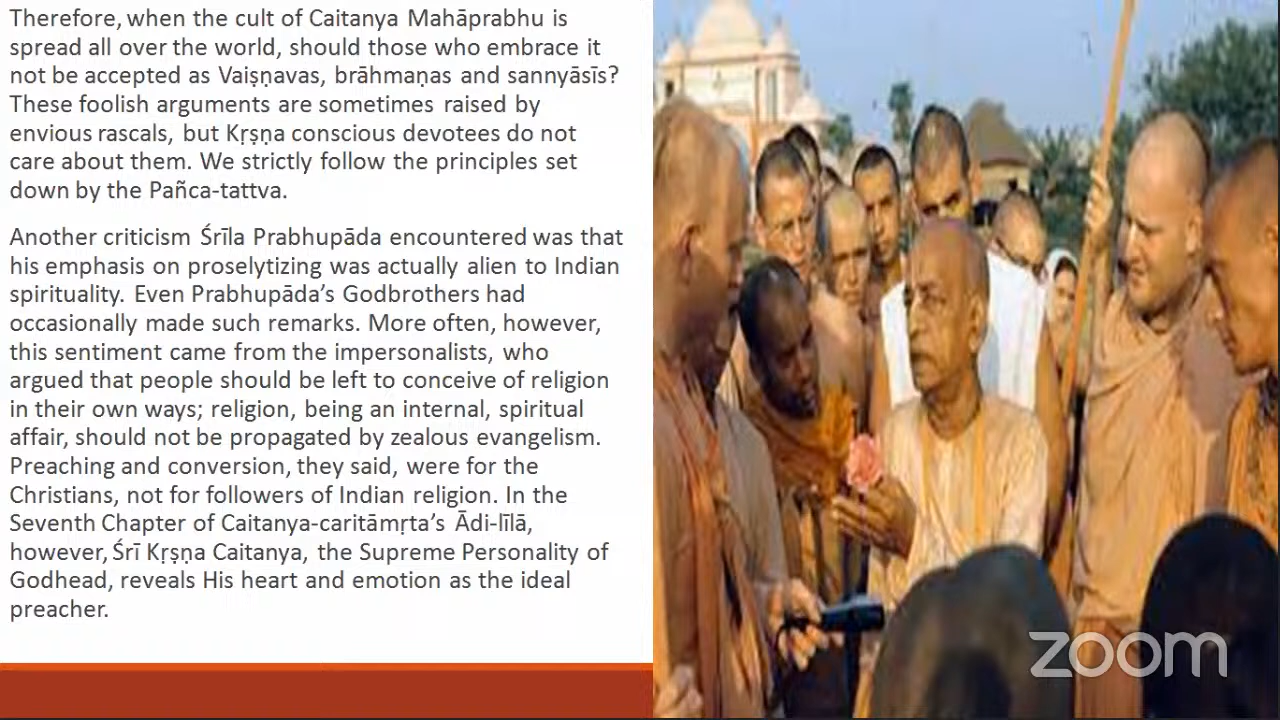 Therefore, when the cult of Caitanya Mahāprabhu is
spread all over the world, should those who embrace it
not be accepted as Vaiṣṇavas, brāhmaṇas and sannyāsīs?
These foolish arguments are sometimes raised by
envious rascals, but Kṛṣṇa conscious devotees do not
care about them. We strictly follow the principles set
down by the Pañca-tattva.
Another criticism Śrīla Prabhupāda encountered was that
his emphasis on proselytizing was actually alien to Indian
spirituality. Even Prabhupāda’s Godbrothers had
occasionally made such remarks. More often, however,
this sentiment came from the impersonalists, who
argued that people should be left to conceive of religion
in their own ways; religion, being an internal, spiritual
affair, should not be propagated by zealous evangelism.
Preaching and conversion, they said, were for the
Christians, not for followers of Indian religion. In the
Seventh Chapter of Caitanya-caritāmṛta’s Ādi-līlā,
however, Śrī Kṛṣṇa Caitanya, the Supreme Personality of
Godhead, reveals His heart and emotion as the ideal
preacher.
zoom